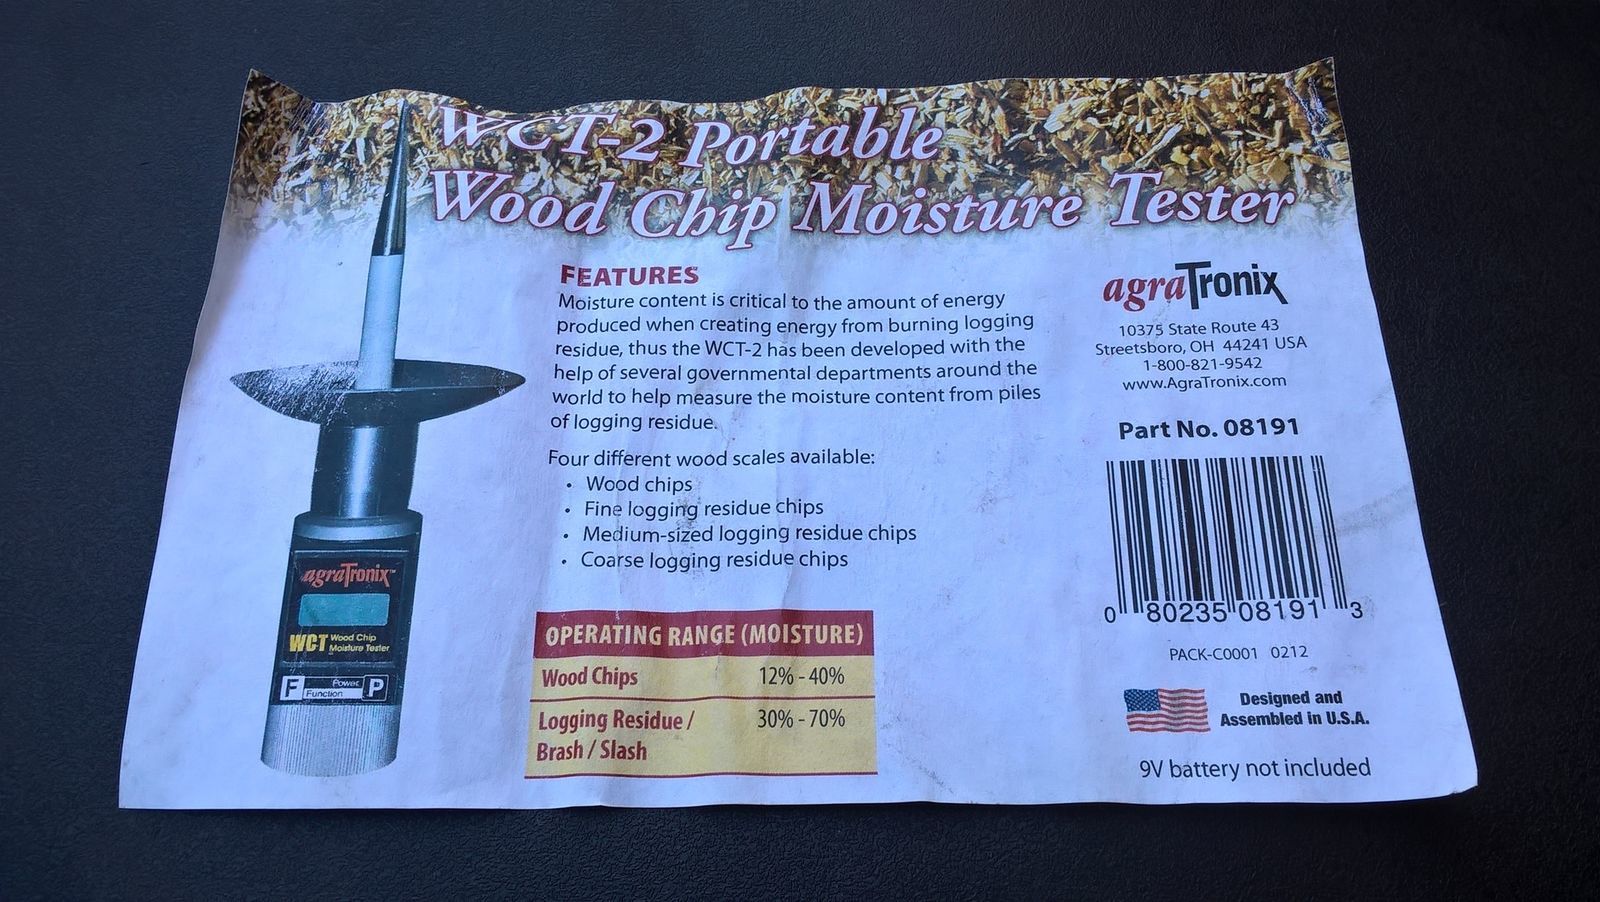 WCT-2 Portable
Wood Chip Moisture Tester
FEATURES
Moisture content is critical to the amount of energy
produced when creating energy from burning logging
residue, thus the WCT-2 has been developed with the
help of several governmental departments around the
world to help measure the moisture content from piles
of logging residue.
Four different wood scales available:
• Wood chips
• Fine logging residue chips
• Medium-sized logging residue chips
• Coarse logging residue chips
OPERATING RANGE (MOISTURE)
Wood Chips 12% - 40%
Logging Residue / 30% - 70%
Brash / Slash
agraTronix
10375 State Route 43
Streetsboro, OH 44241 USA
1-800-821-9542
www.AgraTronix.com
Part No. 08191
0 80235 08191 3
PACK-C0001 0212
Designed and
Assembled in U.S.A.
9V battery not included
agraTronix™
WCT Wood Chip
Moisture Tester
F Power P
Function